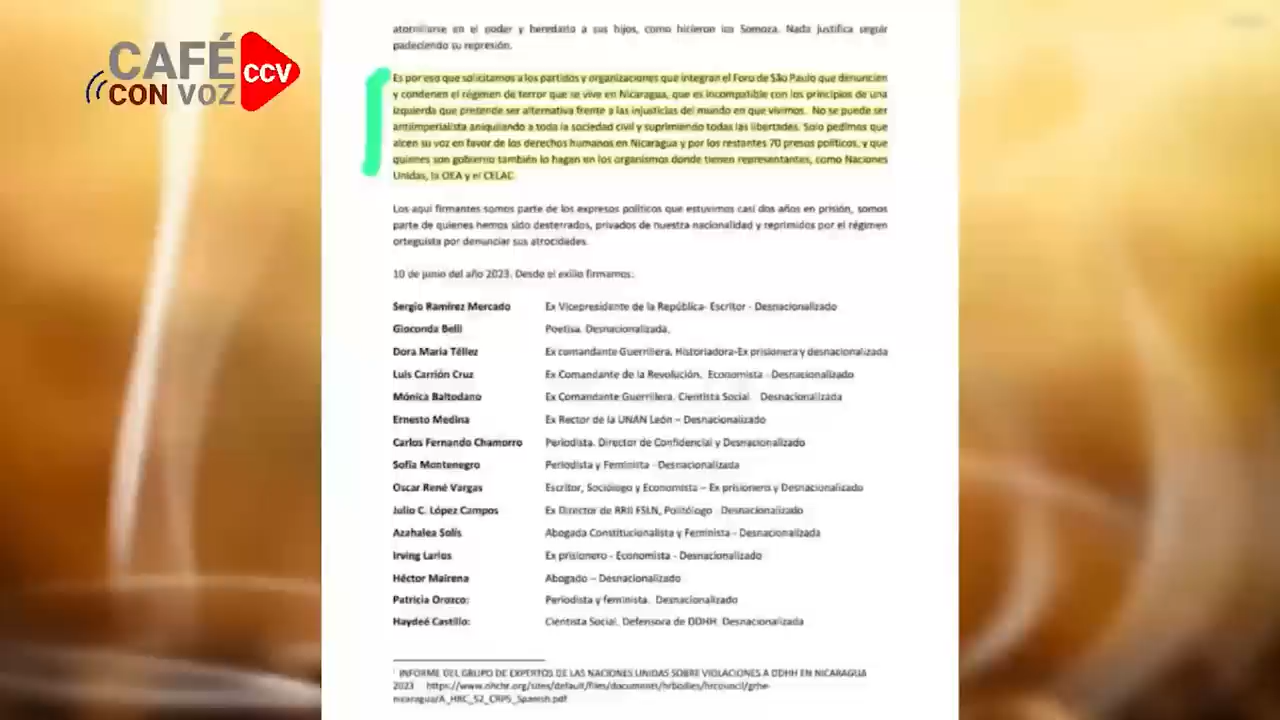 CAFÉ
CON VOZ
CCV
atornillarse en el poder y heredarlo a sus hijos, como hicieron los Somoza. Nada justifica seguir
padeciendo su represión.
Es por eso que solicitamos a los partidos y organizaciones que integran el Foro de São Paulo que denuncien
y condenen el régimen de terror que se vive en Nicaragua, que es incompatible con los principios de una
izquierda que pretende ser alternativa frente a las injusticias del mundo en que vivimos. No se puede ser
antiimperialista aniquilando a toda la sociedad civil y suprimiendo todas las libertades. Solo pedimos que
alcen su voz en favor de los derechos humanos en Nicaragua y por los restantes 70 presos políticos, y que
quienes son gobierno también lo hagan en los organismos donde tienen representantes, como Naciones
Unidas, la OEA y el CELAC.
Los aquí firmantes somos parte de los expresos políticos que estuvimos casi dos años en prisión, somos
parte de quienes hemos sido desterrados, privados de nuestra nacionalidad y reprimidos por el régimen
orteguista por denunciar sus atrocidades.
10 de junio del año 2023. Desde el exilio firmamos:
Sergio Ramírez Mercado Ex Vicepresidente de la República- Escritor - Desnacionalizado
Gioconda Belli Poetisa. Desnacionalizada.
Dora María Téllez Ex comandante Guerrillera. Historiadora-Ex prisionera y desnacionalizada
Luis Carrión Cruz Ex Comandante de la Revolución. Economista - Desnacionalizado
Mónica Baltodano Ex Comandante Guerrillera. Cientista Social. Desnacionalizada
Ernesto Medina Ex Rector de la UNAN León – Desnacionalizado
Carlos Fernando Chamorro Periodista. Director de Confidencial y Desnacionalizado
Sofía Montenegro Periodista y Feminista - Desnacionalizada
Oscar René Vargas Escritor, Sociólogo y Economista – Ex prisionero y Desnacionalizado
Julio C. López Campos Ex Director de RRII FSLN, Politólogo. Desnacionalizado
Azahalea Solís Abogada Constitucionalista y Feminista - Desnacionalizada
Irving Larios Ex prisionero - Economista - Desnacionalizado
Héctor Mairena Abogado – Desnacionalizado
Patricia Orozco: Periodista y feminista. Desnacionalizado
Haydeé Castillo: Cientista Social. Defensora de DDHH. Desnacionalizada
¹ INFORME DEL GRUPO DE EXPERTOS DE LAS NACIONES UNIDAS SOBRE VIOLACIONES A DDHH EN NICARAGUA
2023 https://www.ohchr.org/sites/default/files/documents/hrbodies/hrcouncil/grhe-
nicaragua/A_HRC_52_CRP5_Spanish.pdf